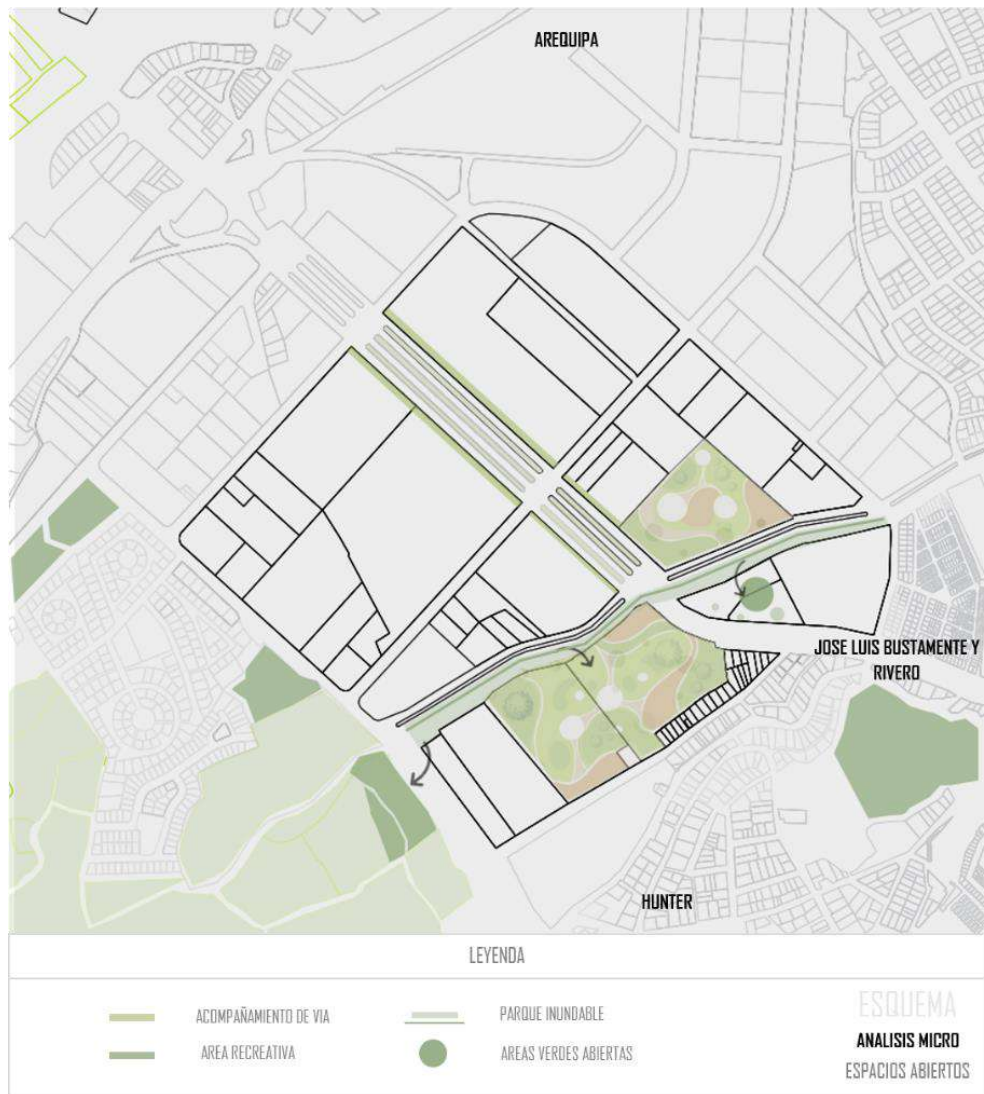 AREQUIPA
JOSE LUIS BUSTAMENTE Y
RIVERO
HUNTER
LEYENDA
ACOMPAÑAMIENTO DE VIA
PARQUE INUNDABLE
AREA RECREATIVA
AREAS VERDES ABIERTAS
ESQUEMA
ANALISIS MICRO
ESPACIOS ABIERTOS